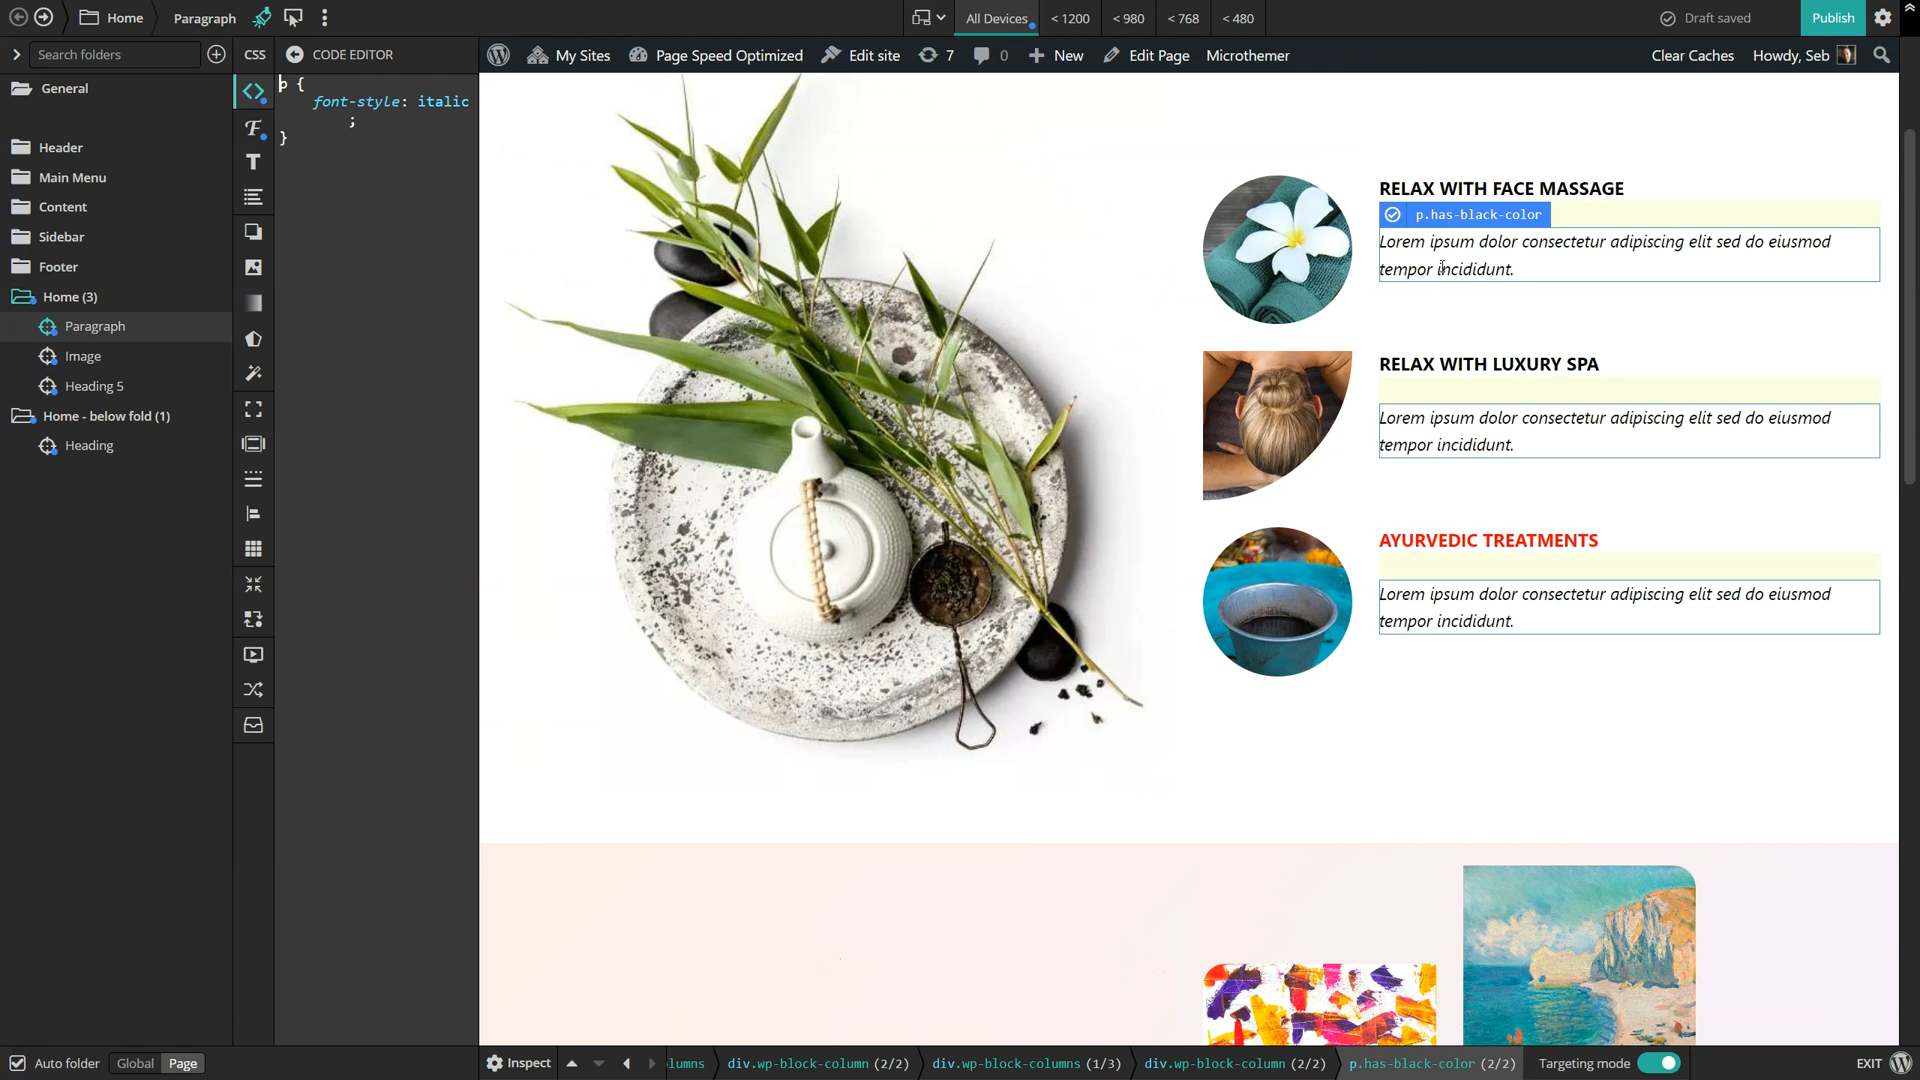 Home
Paragraph
All Devices
< 1200
< 980
< 768
< 480
Draft saved
Publish
Search folders
CSS
CODE EDITOR
My Sites
Page Speed Optimized
Edit site
7
0
New
Edit Page
Microthemer
Clear Caches
Howdy, Seb
General
Header
Main Menu
Content
Sidebar
Footer
Home (3)
Paragraph
Image
Heading 5
Home - below fold (1)
Heading
p {
font-style: italic
;
}
RELAX WITH FACE MASSAGE
p.has-black-color
Lorem ipsum dolor consectetur adipiscing elit sed do eiusmod
tempor incididunt.
RELAX WITH LUXURY SPA
Lorem ipsum dolor consectetur adipiscing elit sed do eiusmod
tempor incididunt.
AYURVEDIC TREATMENTS
Lorem ipsum dolor consectetur adipiscing elit sed do eiusmod
tempor incididunt.
Auto folder
Global
Page
Inspect
lumns
div.wp-block-column (2/2)
div.wp-block-columns (1/3)
div.wp-block-column (2/2)
p.has-black-color (2/2)
Targeting mode
EXIT